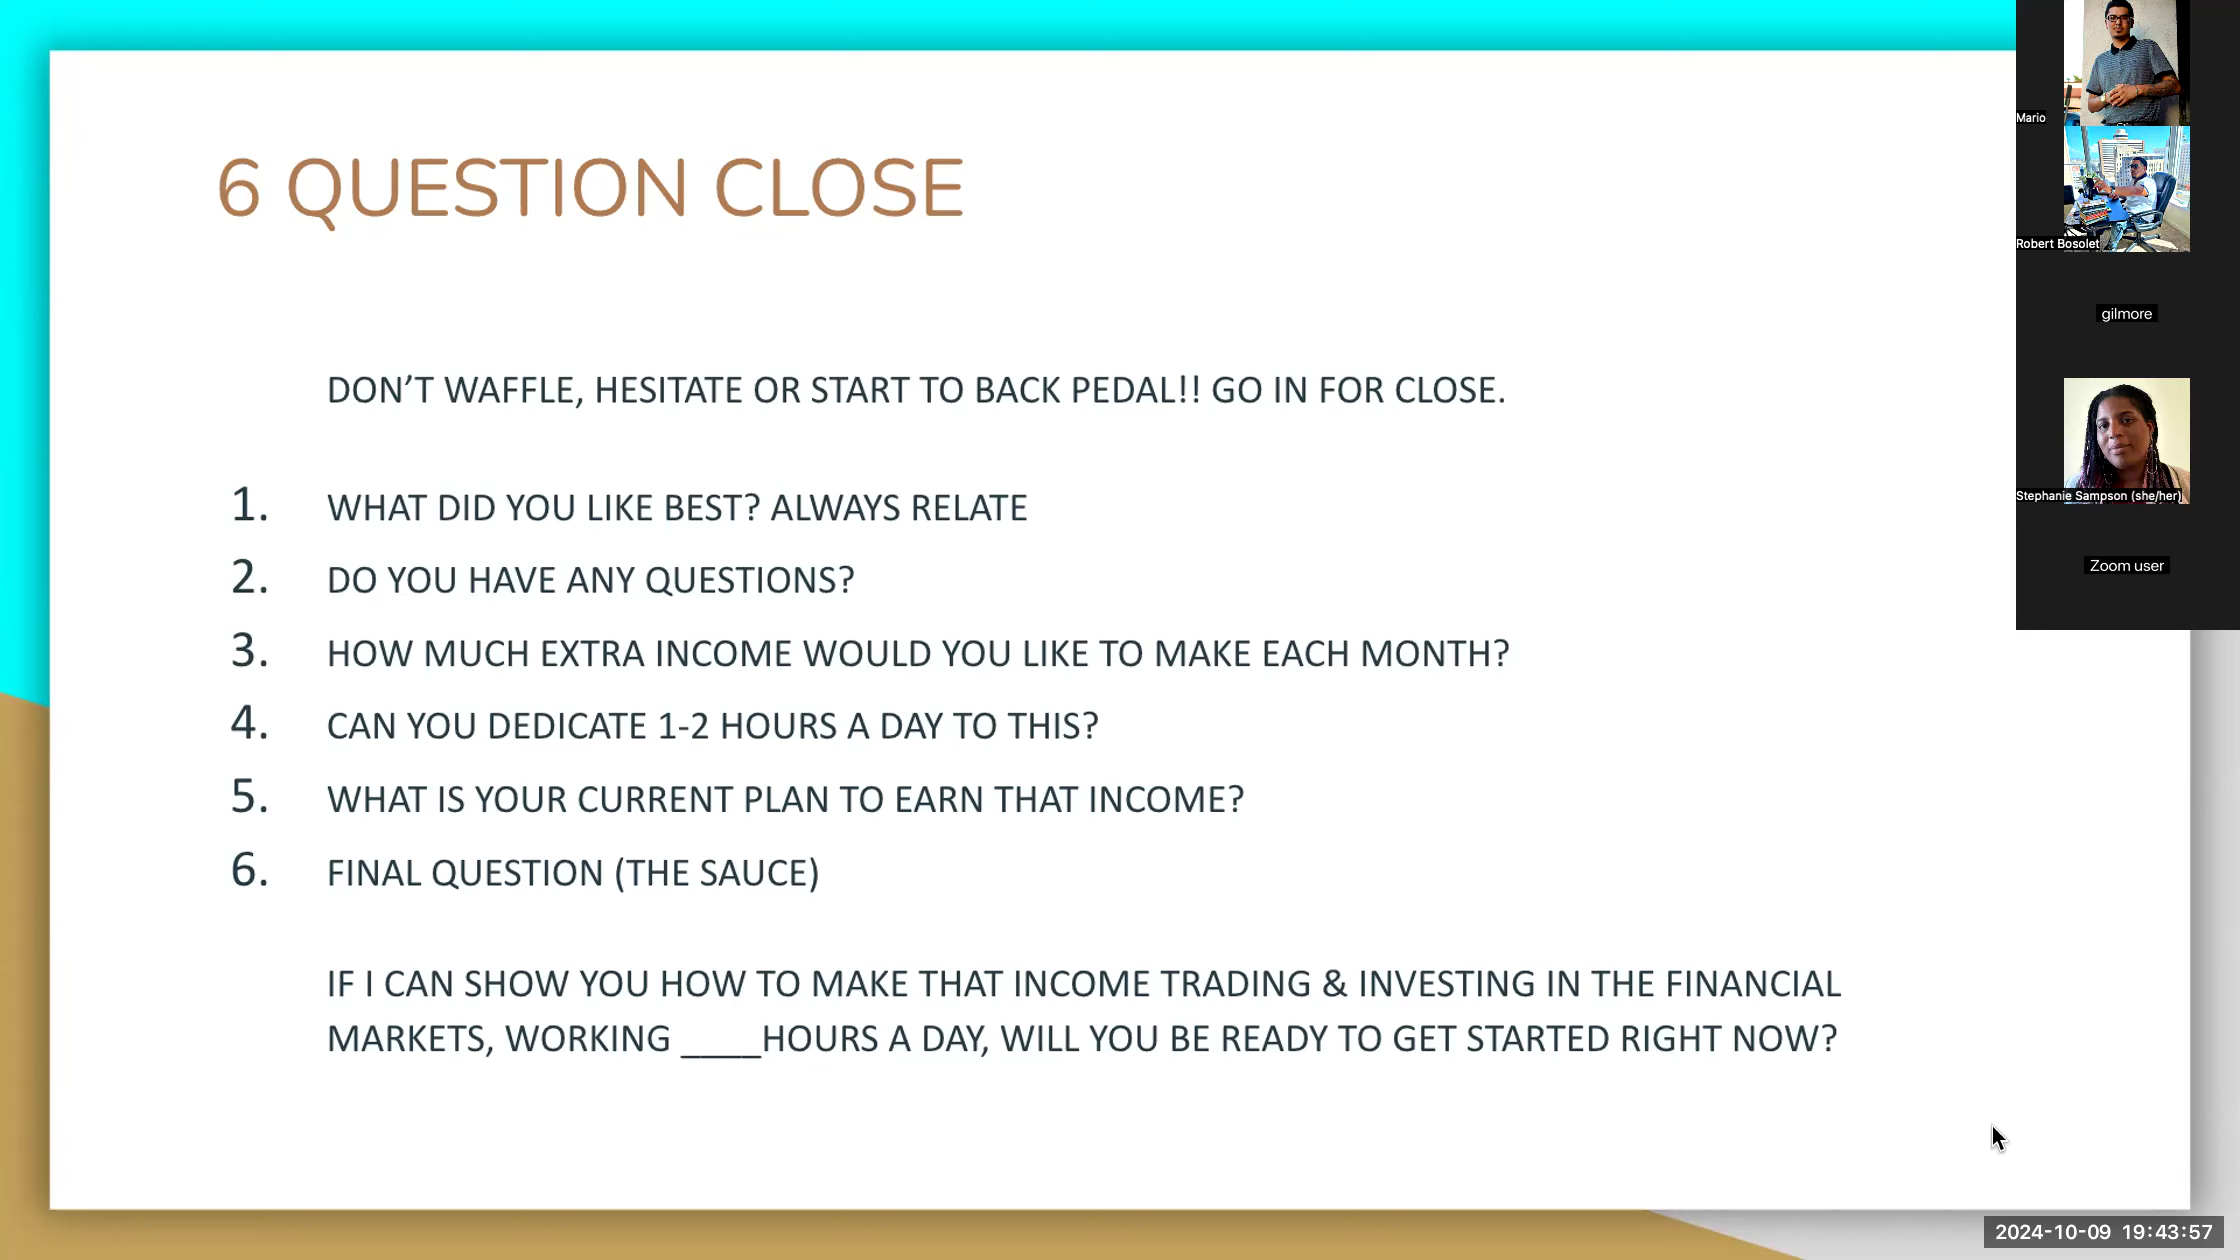 6 QUESTION CLOSE
DON’T WAFFLE, HESITATE OR START TO BACK PEDAL!! GO IN FOR CLOSE.
1. WHAT DID YOU LIKE BEST? ALWAYS RELATE
2. DO YOU HAVE ANY QUESTIONS?
3. HOW MUCH EXTRA INCOME WOULD YOU LIKE TO MAKE EACH MONTH?
4. CAN YOU DEDICATE 1-2 HOURS A DAY TO THIS?
5. WHAT IS YOUR CURRENT PLAN TO EARN THAT INCOME?
6. FINAL QUESTION (THE SAUCE)
IF I CAN SHOW YOU HOW TO MAKE THAT INCOME TRADING & INVESTING IN THE FINANCIAL
MARKETS, WORKING ____HOURS A DAY, WILL YOU BE READY TO GET STARTED RIGHT NOW?
Mario
Robert Bosolet
gilmore
Stephanie Sampson (she/her)
Zoom user
2024-10-09 19:43:57